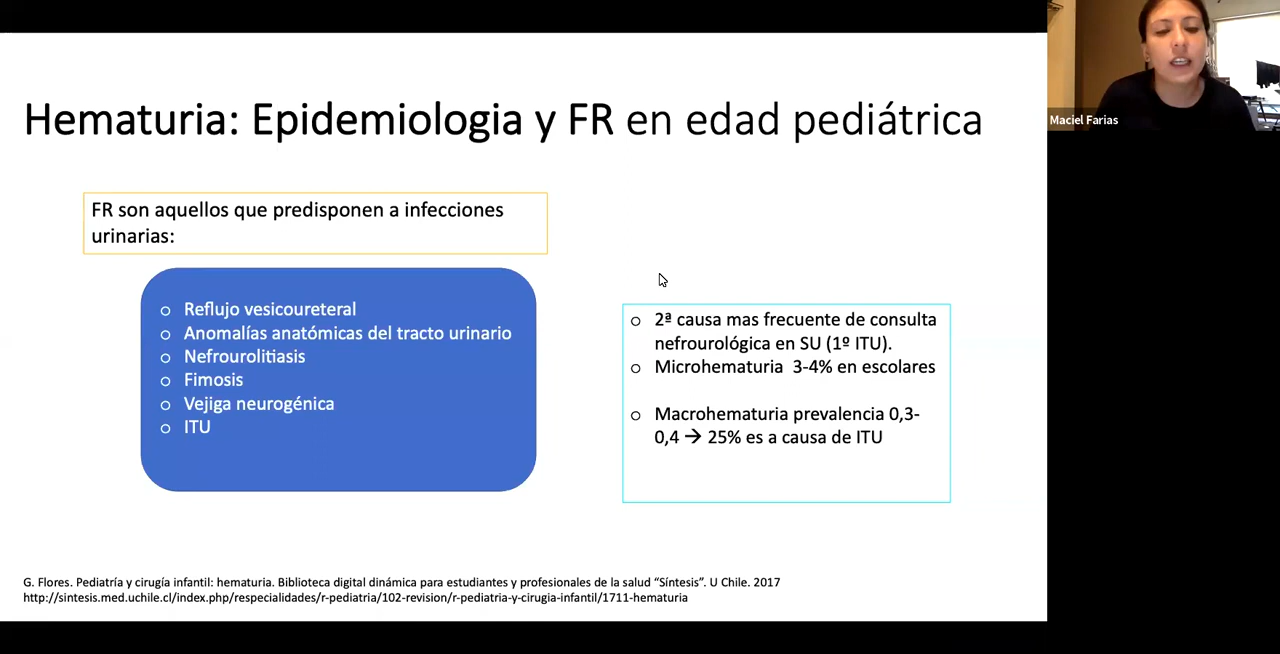 Hematuria: Epidemiologia y FR en edad pediátrica
Maciel Farias
FR son aquellos que predisponen a infecciones
urinarias:
o Reflujo vesicoureteral
o Anomalías anatómicas del tracto urinario
o Nefrourolitiasis
o Fimosis
o Vejiga neurogénica
o ITU
o 2ª causa mas frecuente de consulta
nefrourológica en SU (1º ITU).
o Microhematuria 3-4% en escolares
o Macrohematuria prevalencia 0,3-
0,4 → 25% es a causa de ITU
G. Flores. Pediatría y cirugía infantil: hematuria. Biblioteca digital dinámica para estudiantes y profesionales de la salud “Síntesis”. U Chile. 2017
http://sintesis.med.uchile.cl/index.php/respecialidades/r-pediatria/102-revision/r-pediatria-y-cirugia-infantil/1711-hematuria